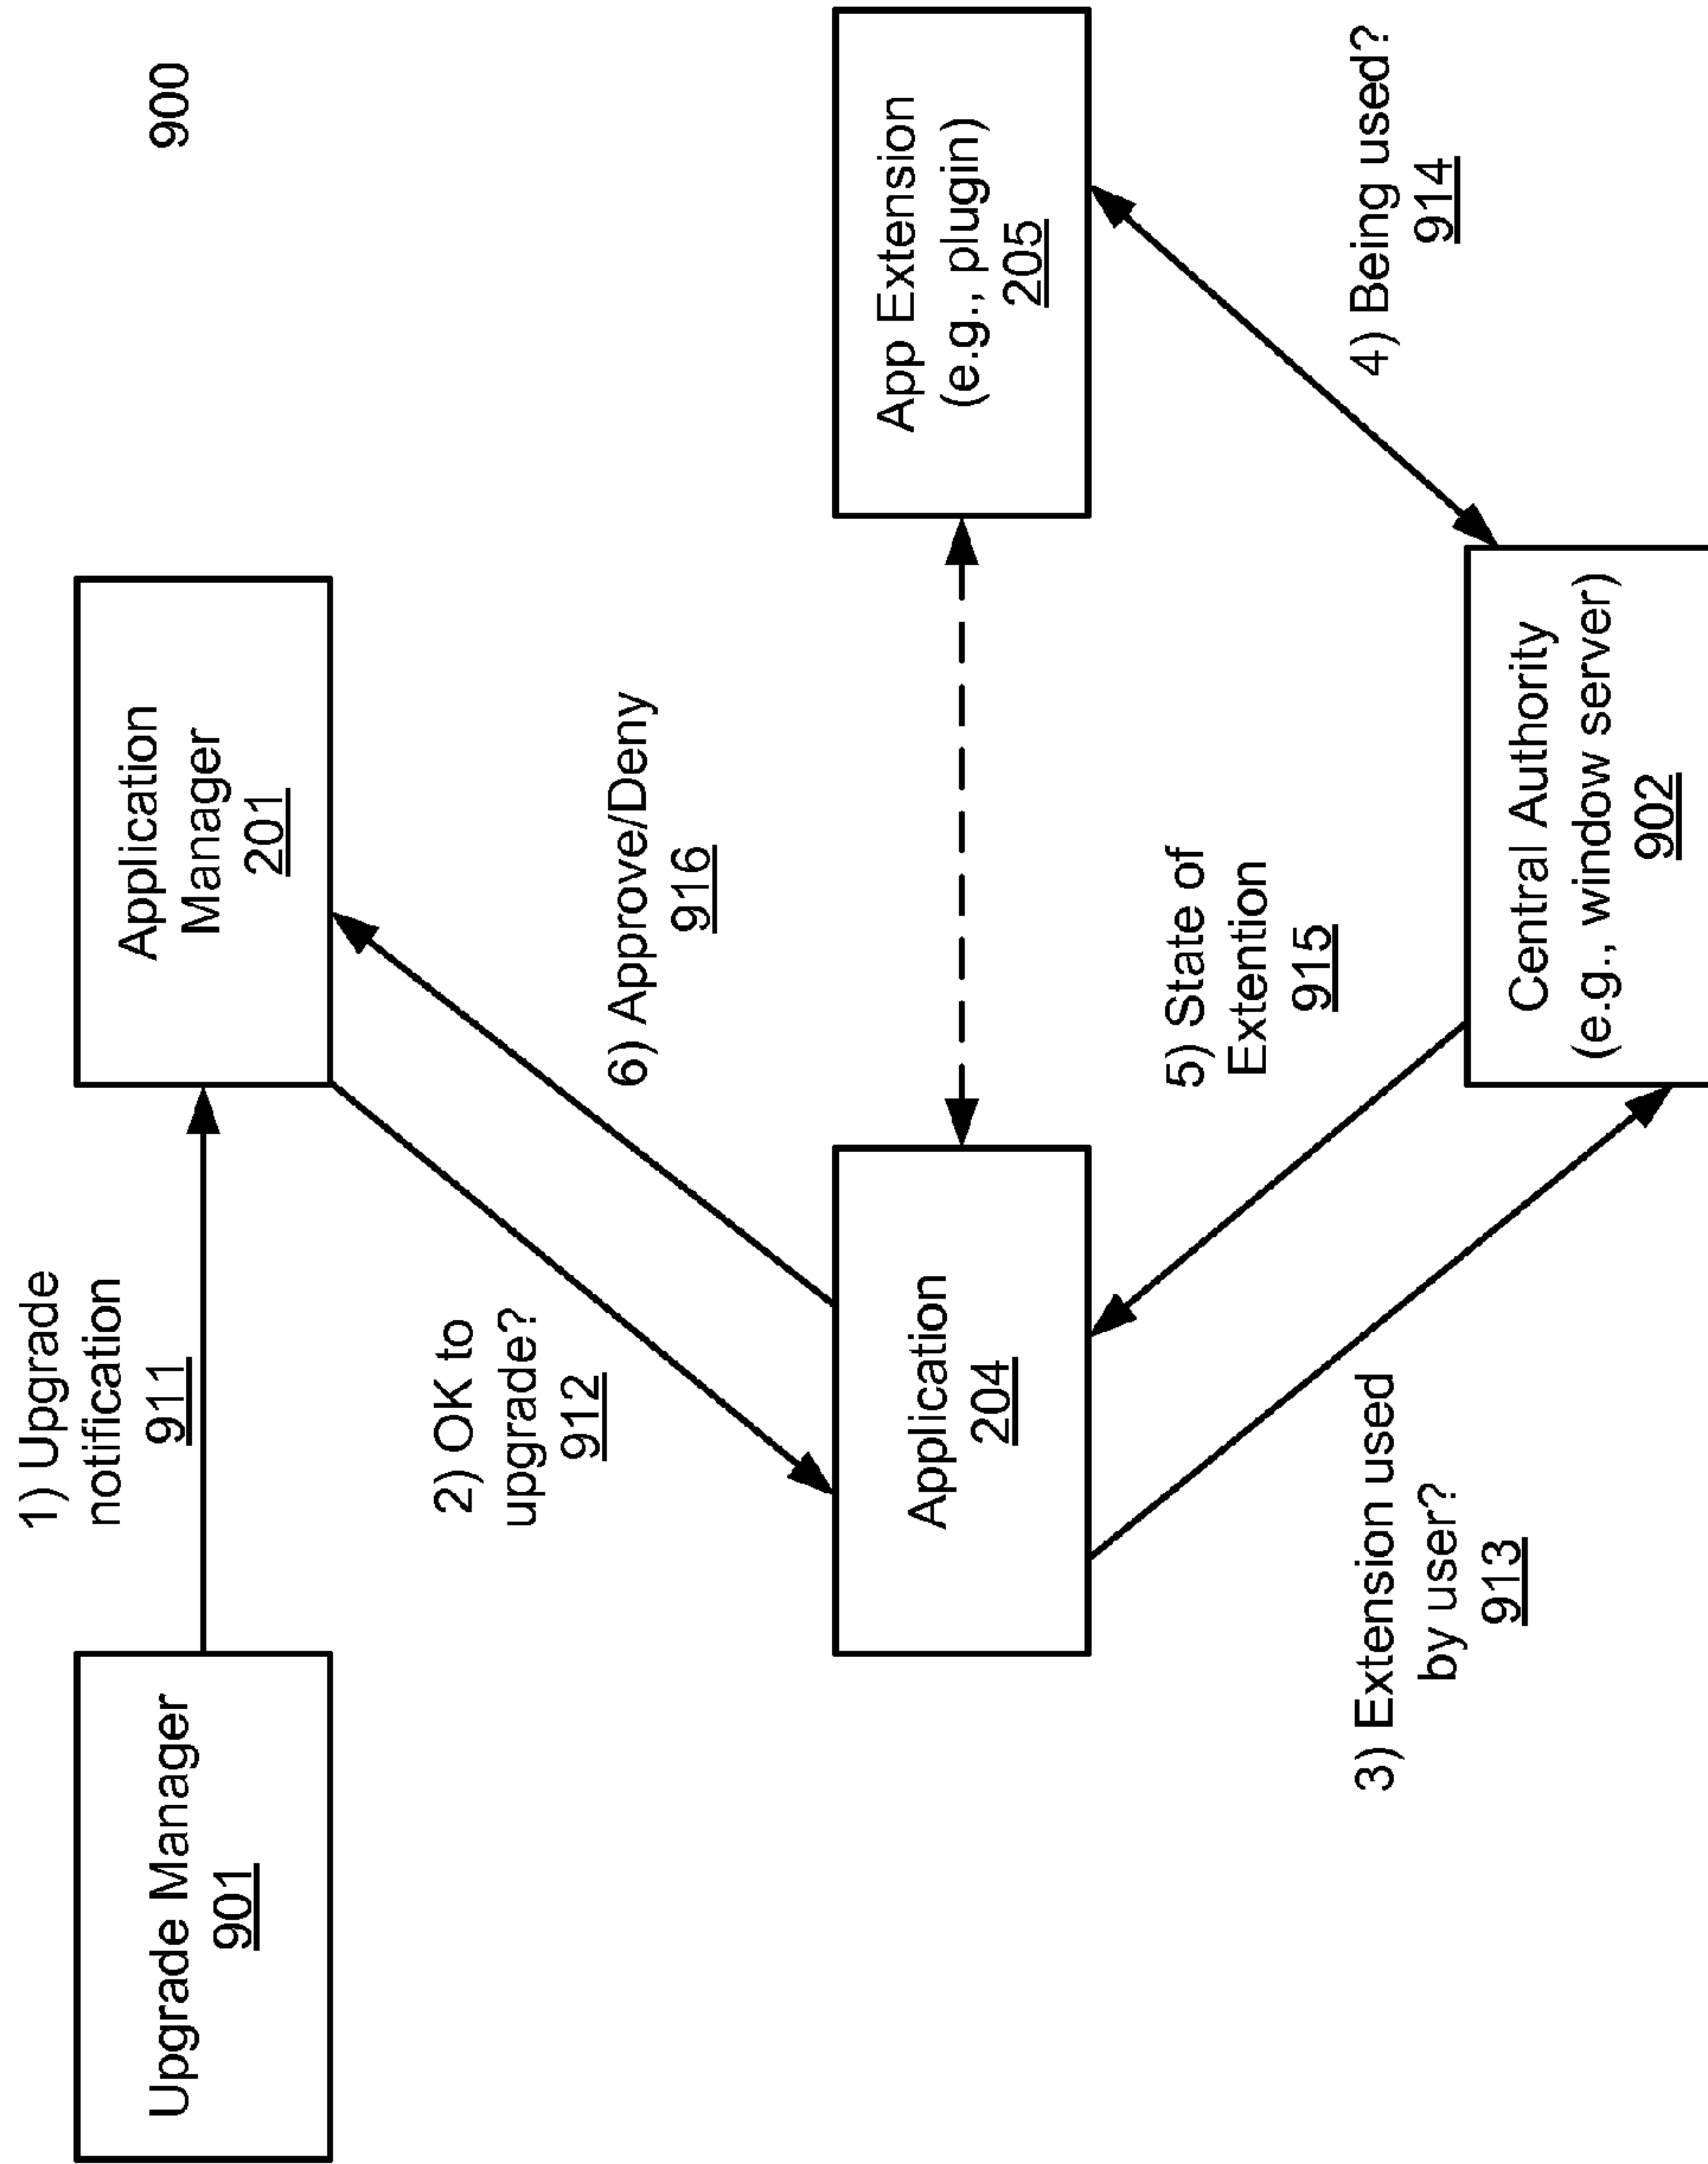 900
1) Upgrade
notification
911
Upgrade Manager
901
Application
Manager
201
2) OK to
upgrade?
912
6) Approve/Deny
916
Application
204
App Extension
(e.g., plugin)
205
3) Extension used
by user?
913
5) State of
Extention
915
4) Being used?
914
Central Authority
(e.g., window server)
902